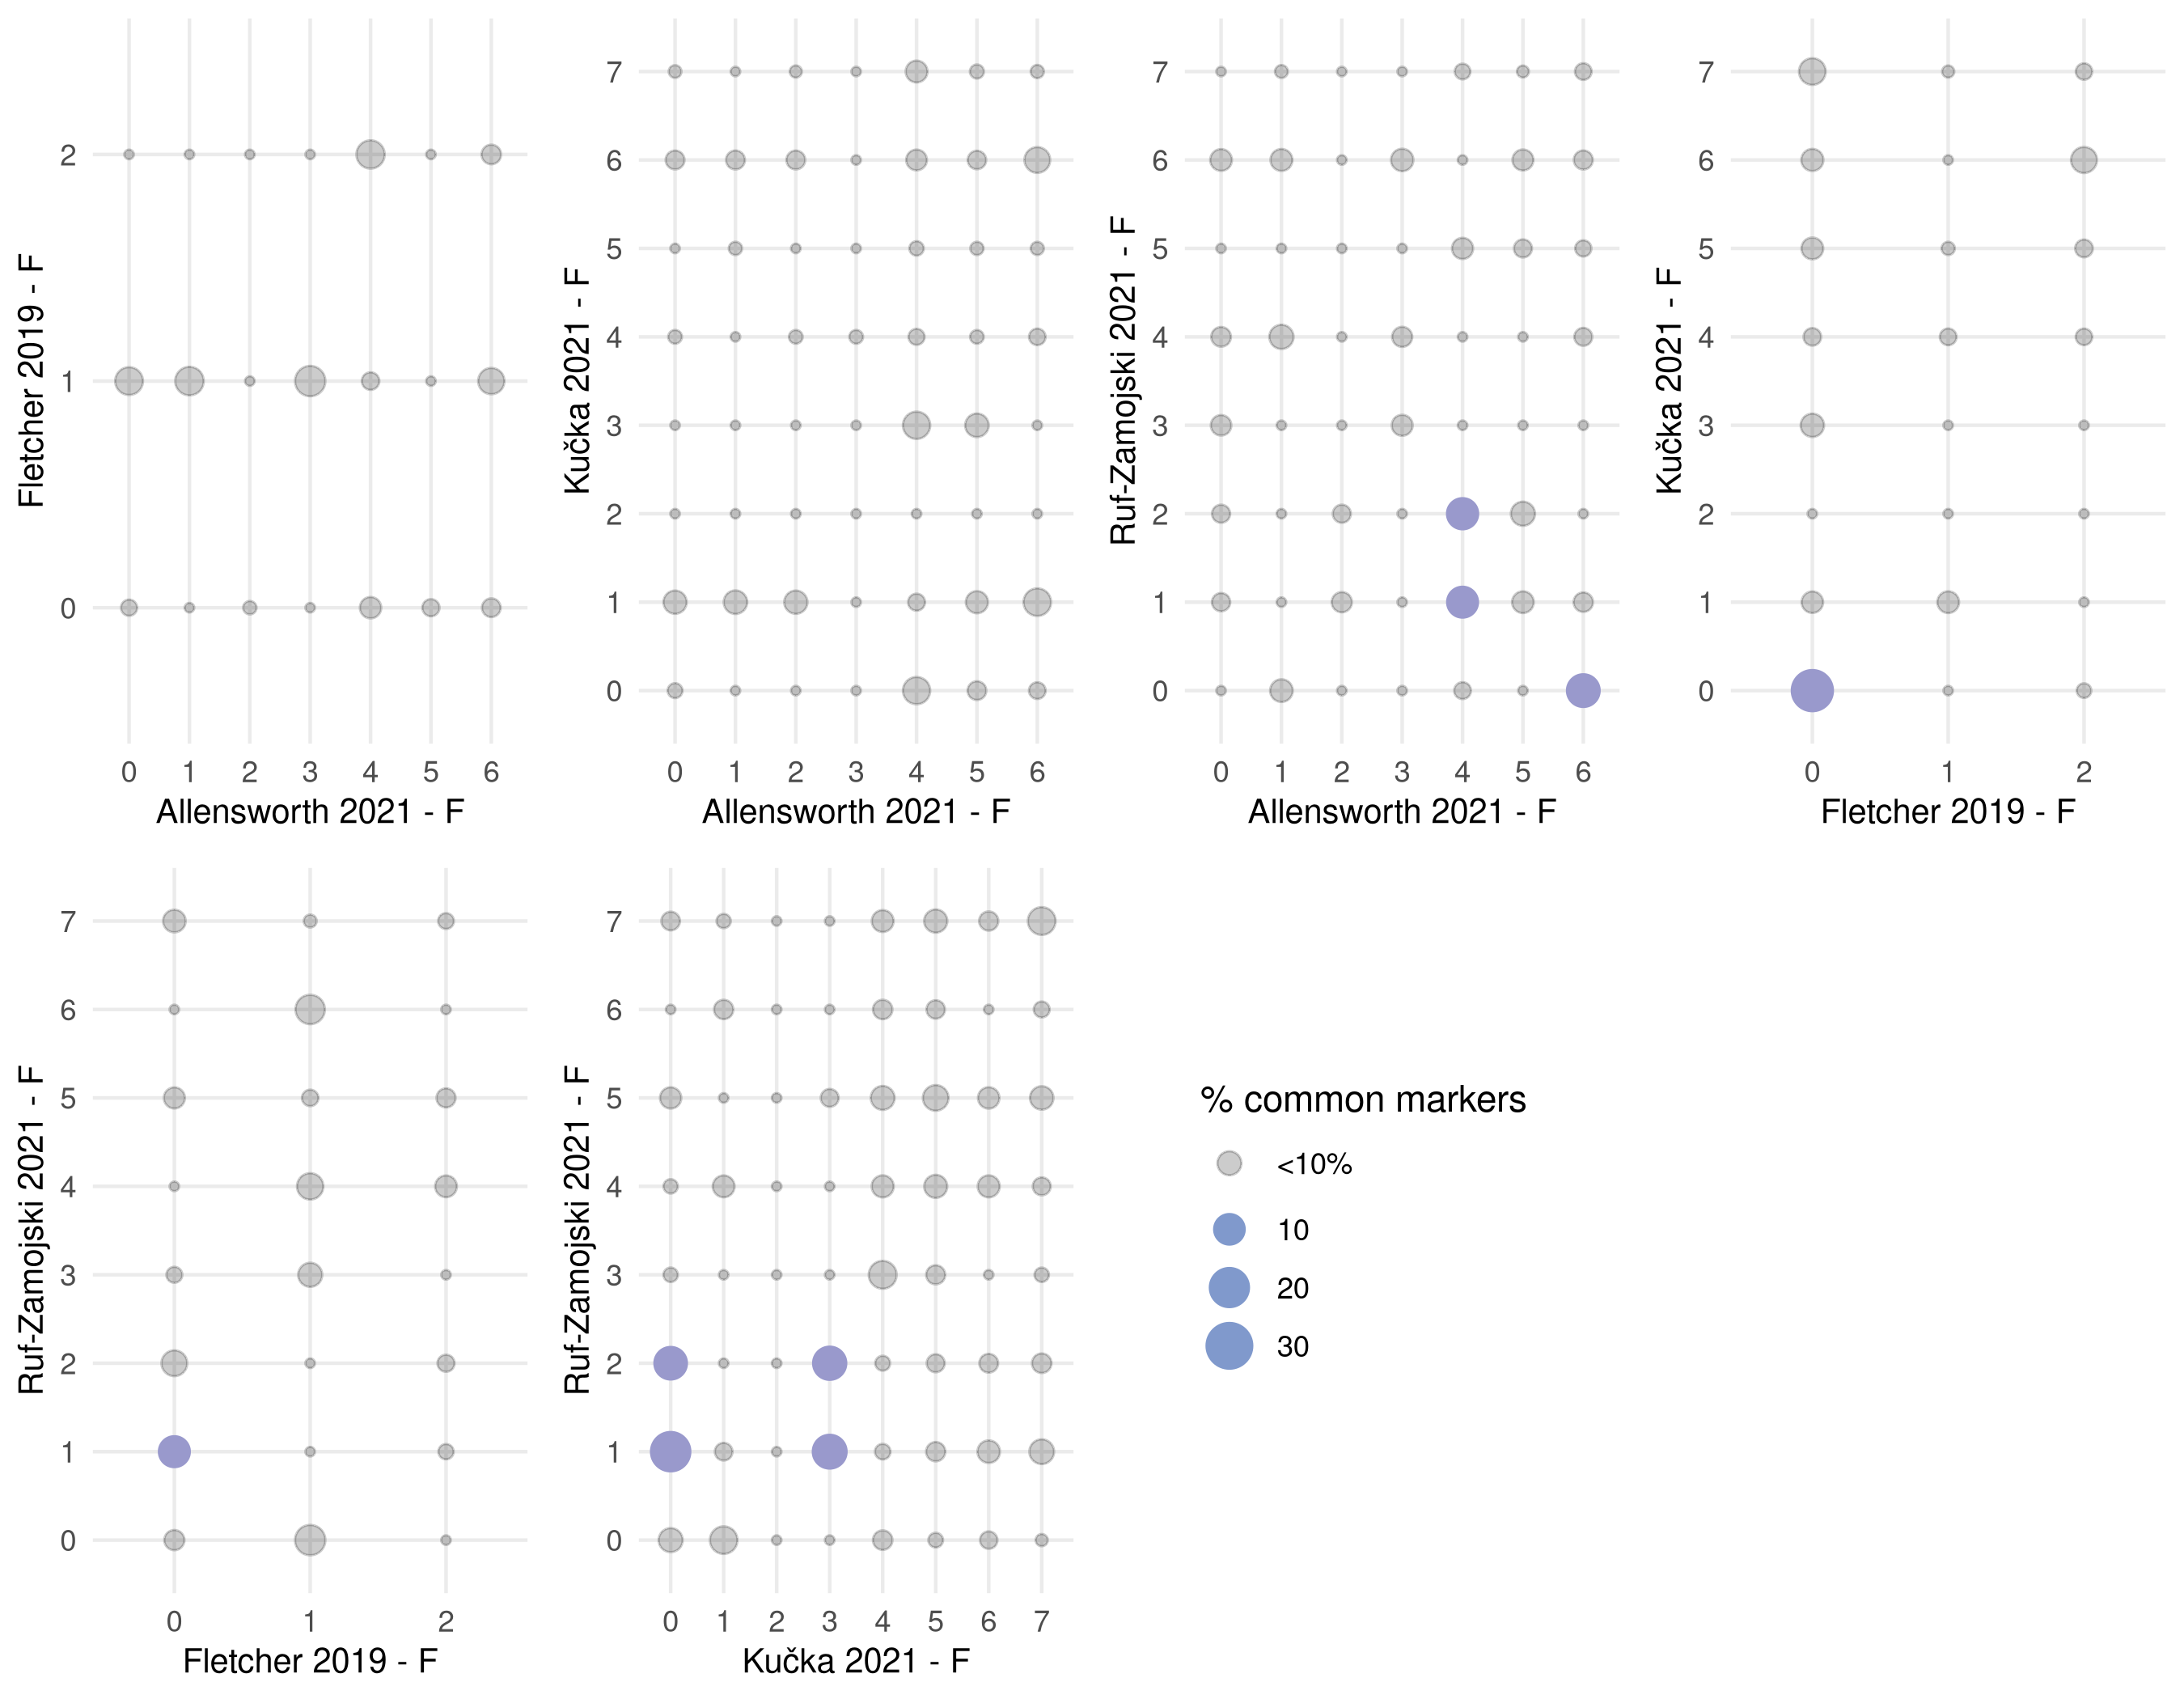 Fletcher 2019 - F
2
1
0
0 1 2 3 4 5 6
Allensworth 2021 - F
Kučka 2021 - F
7
6
5
4
3
2
1
0
0 1 2 3 4 5 6
Allensworth 2021 - F
Ruf-Zamojski 2021 - F
7
6
5
4
3
2
1
0
0 1 2 3 4 5 6
Allensworth 2021 - F
Kučka 2021 - F
7
6
5
4
3
2
1
0
0 1 2
Fletcher 2019 - F
Ruf-Zamojski 2021 - F
7
6
5
4
3
2
1
0
0 1 2
Fletcher 2019 - F
Ruf-Zamojski 2021 - F
7
6
5
4
3
2
1
0
0 1 2 3 4 5 6 7
Kučka 2021 - F
% common markers
<10%
10
20
30